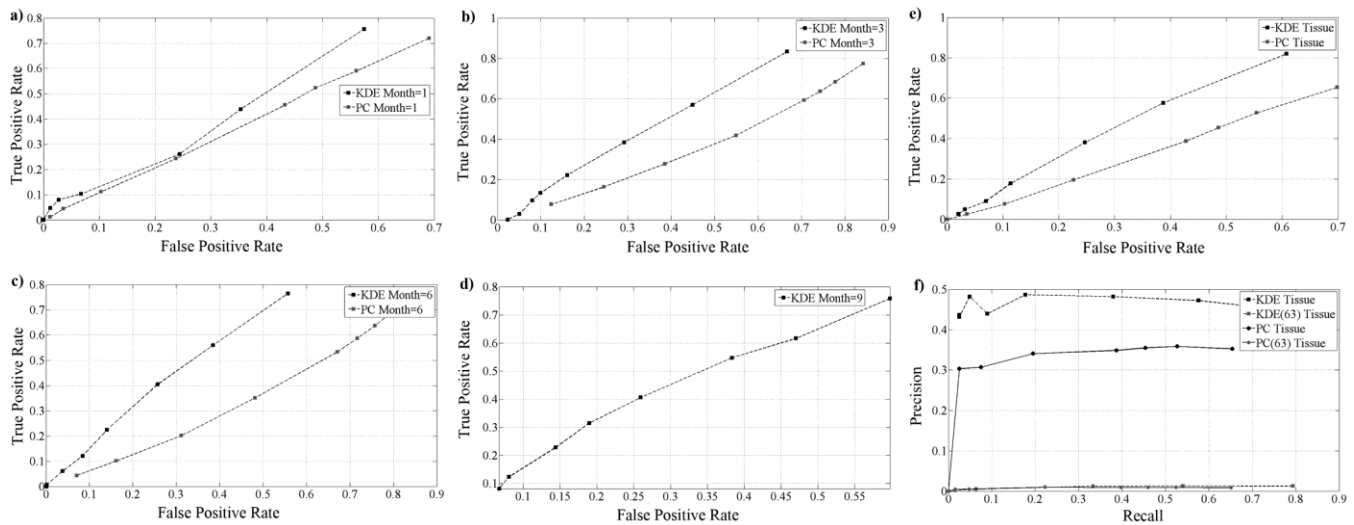 a)
0.8
0.7
0.6
0.5
0.4
0.3
0.2
0.1
0
True Positive Rate
KDE Month=1
PC Month=1
0 0.1 0.2 0.3 0.4 0.5 0.6 0.7
False Positive Rate
b)
1
0.8
0.6
0.4
0.2
0
True Positive Rate
KDE Month=3
PC Month=3
0 0.1 0.2 0.3 0.4 0.5 0.6 0.7 0.8 0.9
False Positive Rate
e)
1
0.8
0.6
0.4
0.2
0
True Positive Rate
KDE Tissue
PC Tissue
0 0.1 0.2 0.3 0.4 0.5 0.6 0.7
False Positive Rate
c)
0.8
0.7
0.6
0.5
0.4
0.3
0.2
0.1
0
True Positive Rate
KDE Month=6
PC Month=6
0 0.1 0.2 0.3 0.4 0.5 0.6 0.7 0.8 0.9
False Positive Rate
d)
0.8
0.7
0.6
0.5
0.4
0.3
0.2
0.1
True Positive Rate
KDE Month=9
0.1 0.15 0.2 0.25 0.3 0.35 0.4 0.45 0.5 0.55
False Positive Rate
f)
0.5
0.4
0.3
0.2
0.1
0
Precision
KDE Tissue
KDE(63) Tissue
PC Tissue
PC(63) Tissue
0 0.1 0.2 0.3 0.4 0.5 0.6 0.7 0.8 0.9
Recall